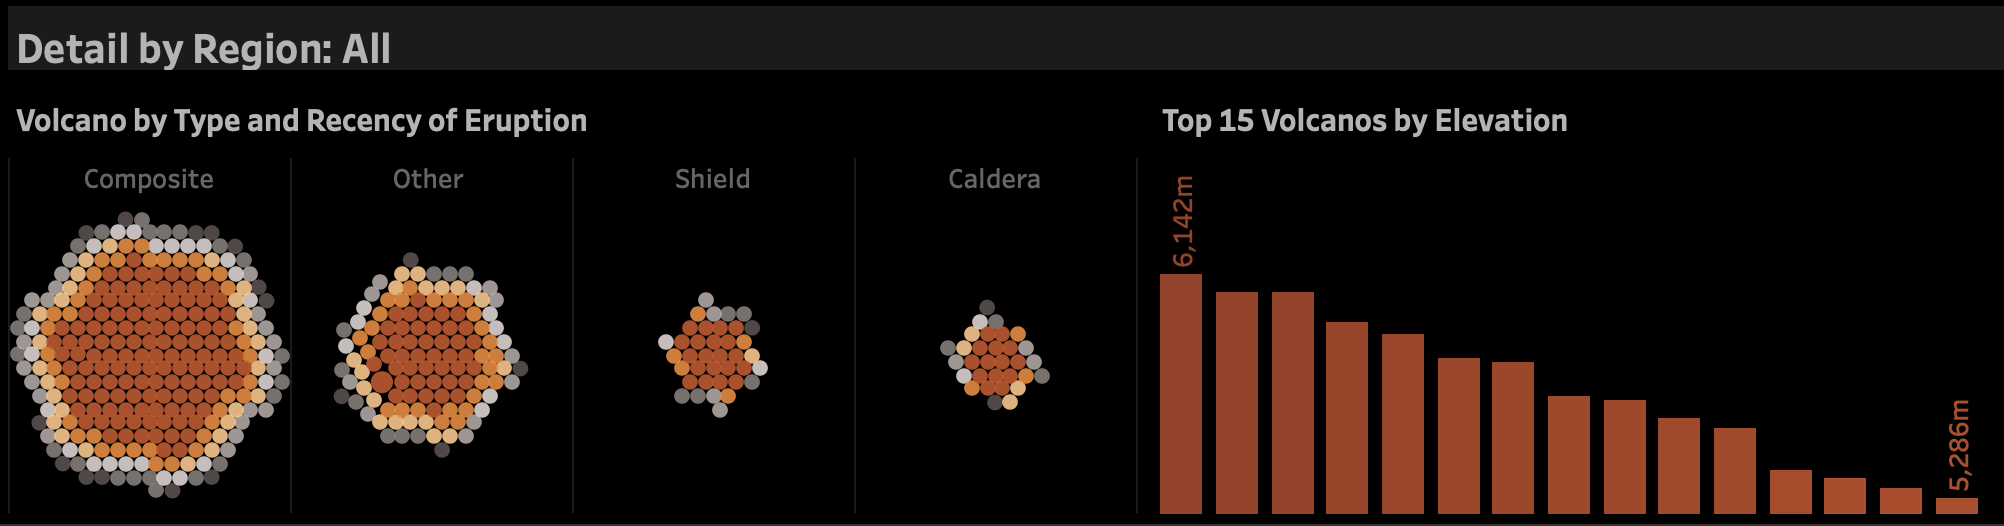 Detail by Region: All
Volcano by Type and Recency of Eruption
Composite
Other
Shield
Caldera
Top 15 Volcanos by Elevation
6,142m
5,286m